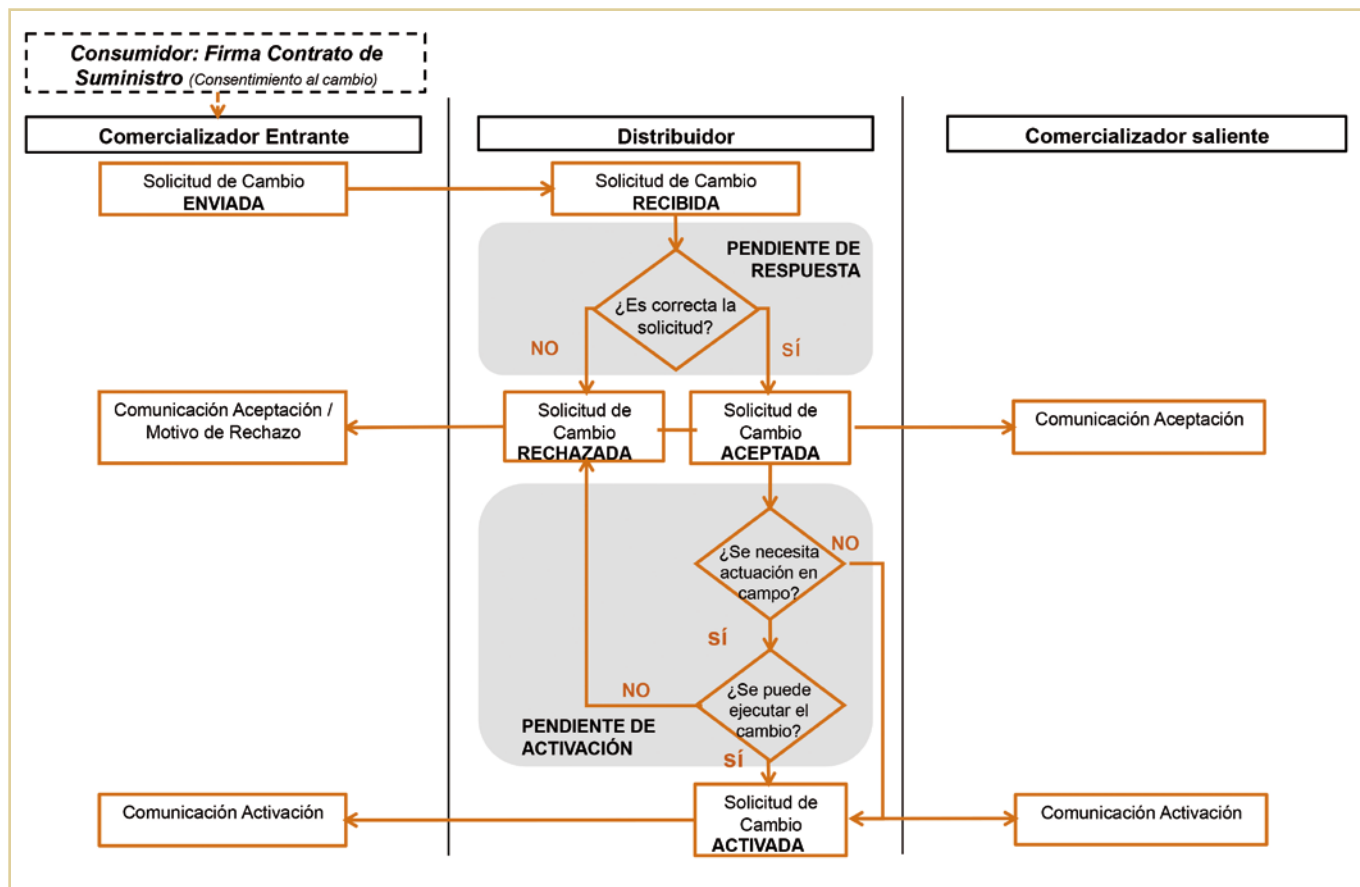 Consumidor: Firma Contrato de
Suministro (Consentimiento al cambio)
Comercializador Entrante
Distribuidor
Comercializador saliente
Solicitud de Cambio
ENVIADA
Solicitud de Cambio
RECIBIDA
PENDIENTE DE
RESPUESTA
¿Es correcta la
solicitud?
NO
SÍ
Comunicación Aceptación /
Motivo de Rechazo
Solicitud de
Cambio
RECHAZADA
Solicitud de
Cambio
ACEPTADA
Comunicación Aceptación
¿Se necesita
actuación en
campo?
NO
SÍ
¿Se puede
ejecutar el
cambio?
NO
PENDIENTE DE
ACTIVACIÓN
SÍ
Comunicación Activación
Solicitud de
Cambio
ACTIVADA
Comunicación Activación